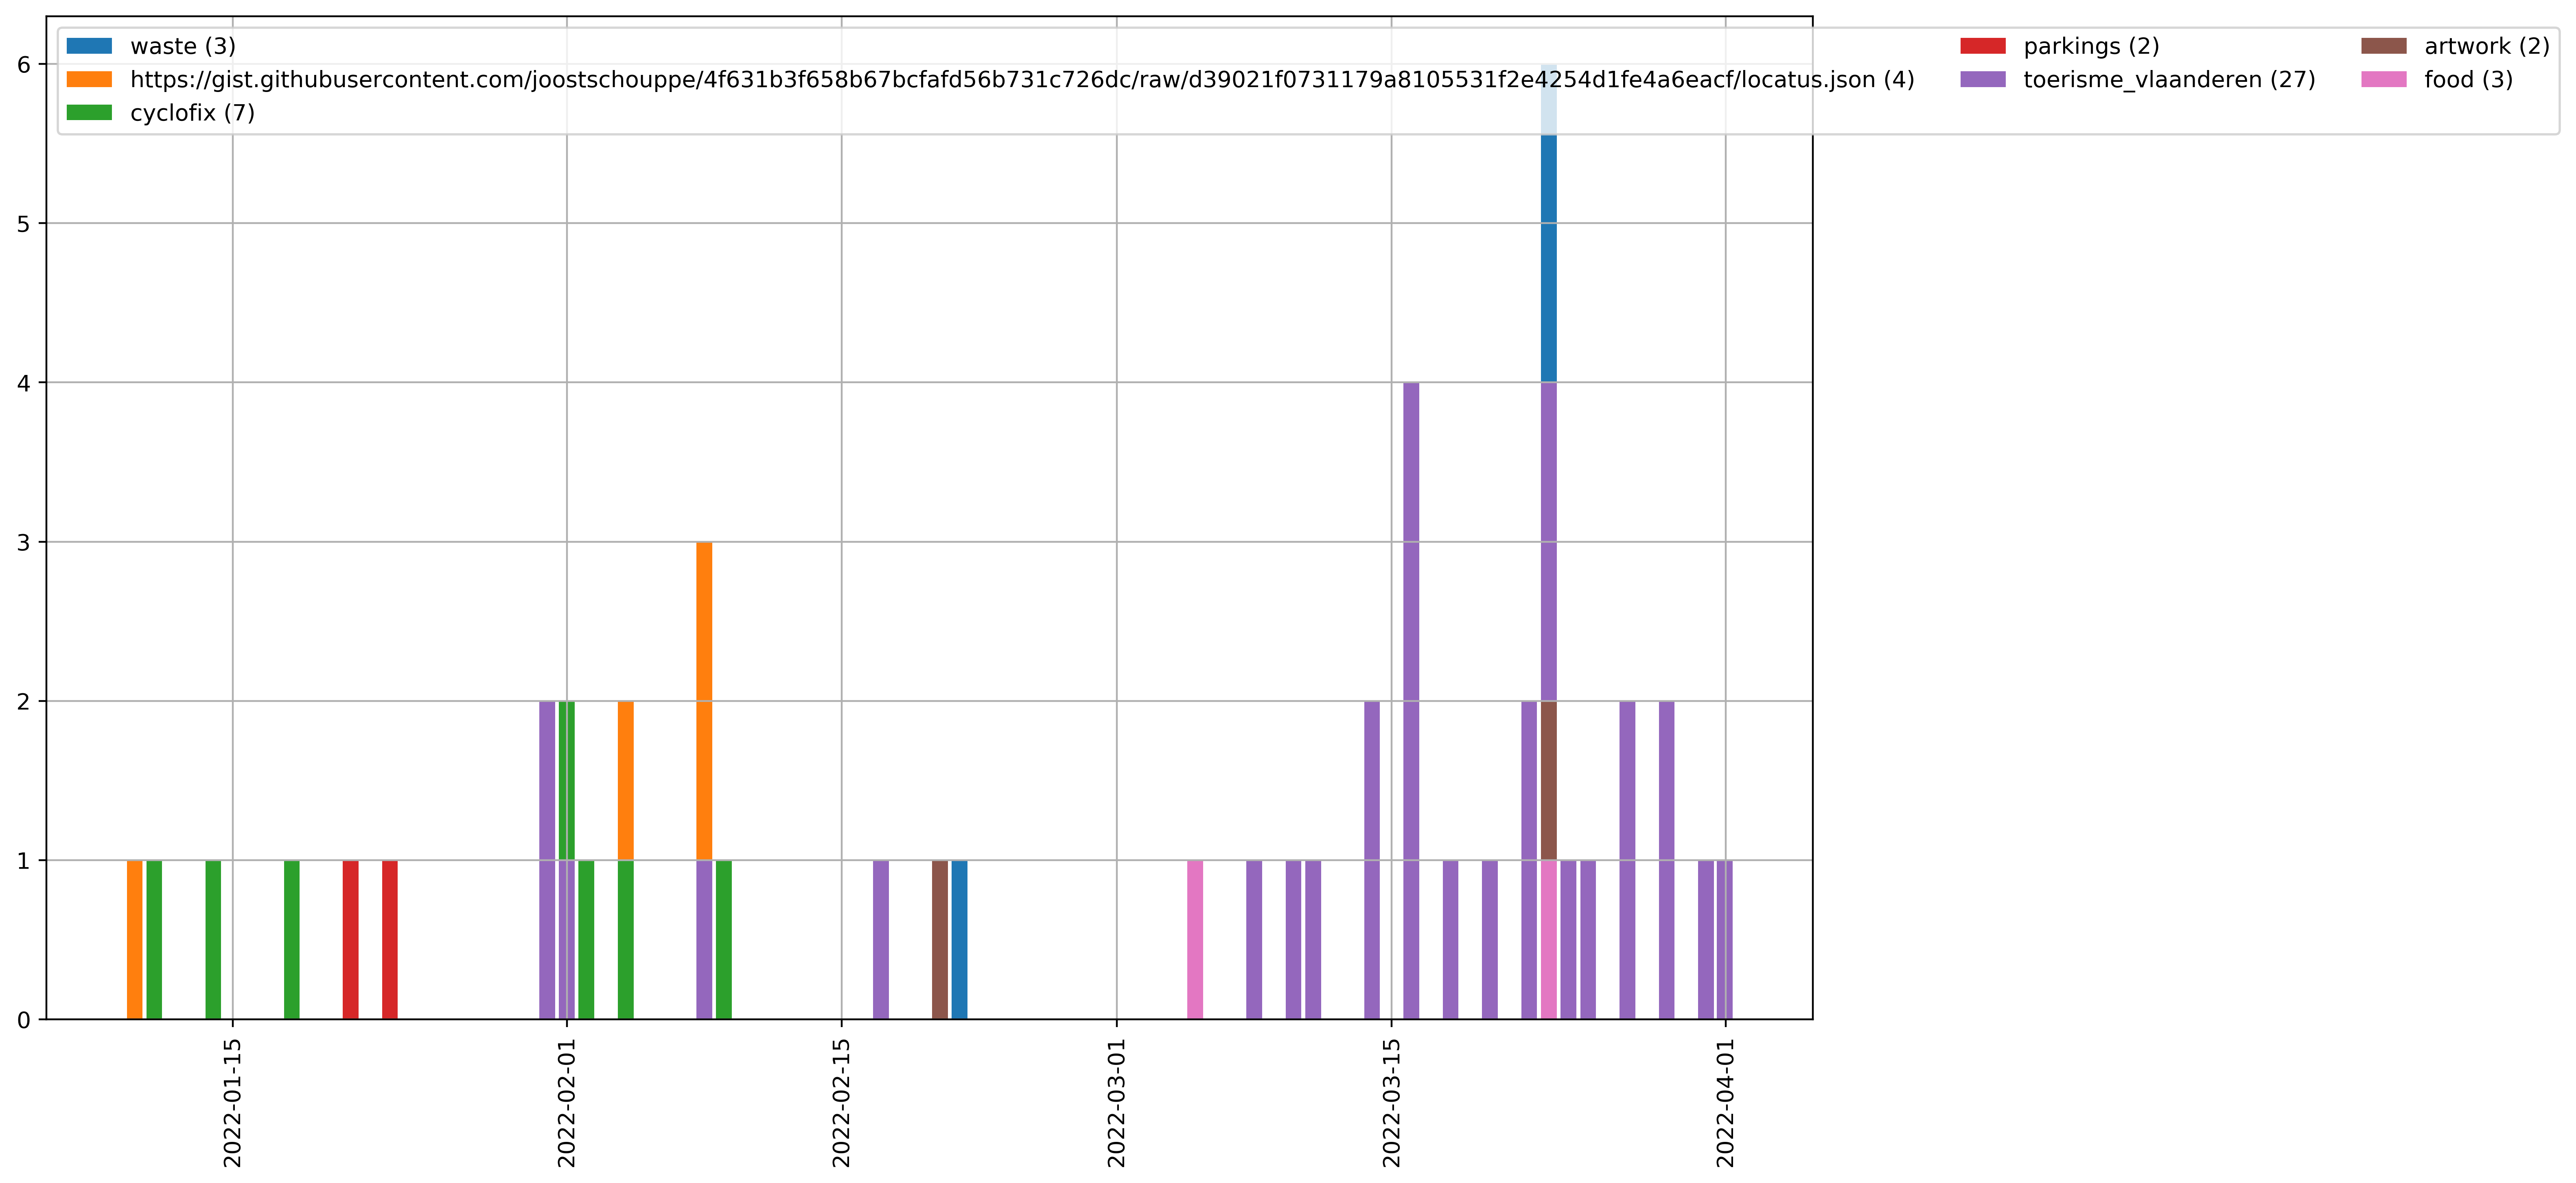 waste (3)
https://gist.githubusercontent.com/joostschouppe/4f631b3f658b67bcfafd56b731c726dc/raw/d39021f0731179a8105531f2e4254d1fe4a6eacf/locatus.json (4)
cyclofix (7)
parkings (2)
toerisme_vlaanderen (27)
artwork (2)
food (3)
6
5
4
3
2
1
0
2022-01-15
2022-02-01
2022-02-15
2022-03-01
2022-03-15
2022-04-01